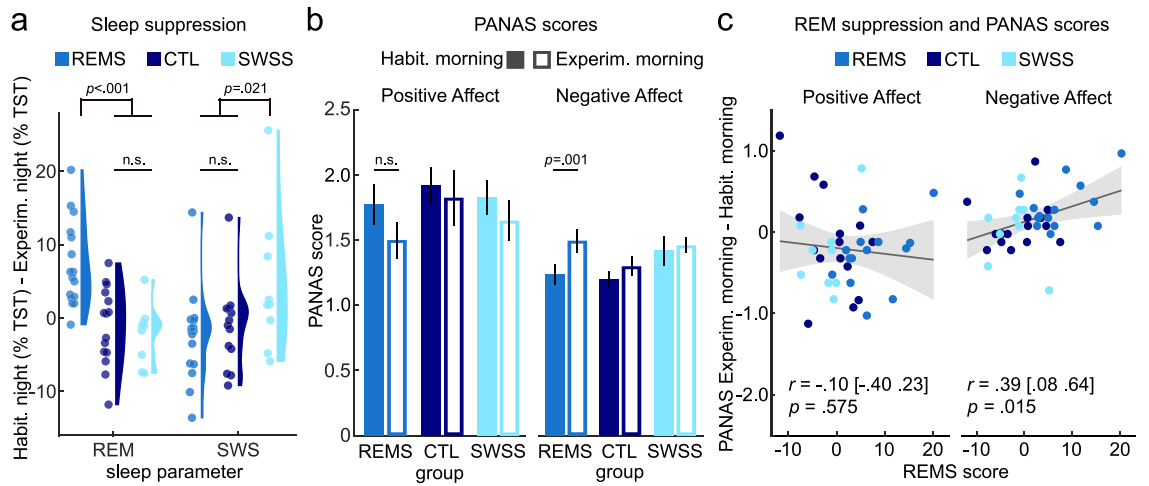 a
Sleep suppression
REMS CTL SWSS
p<.001
p=.021
n.s.
n.s.
Habit. night (% TST) - Experim. night (% TST)
20
10
0
-10
REM
SWS
sleep parameter
b
PANAS scores
Habit. morning Experim. morning
Positive Affect
Negative Affect
n.s.
p=.001
PANAS score
2.5
2.0
1.5
1.0
0.5
0
REMS CTL SWSS
group
REMS CTL SWSS
group
c
REM suppression and PANAS scores
REMS CTL SWSS
Positive Affect
Negative Affect
PANAS Experim. morning - Habit. morning
1.0
0
-1.0
-2.0
r = -.10 [-.40 .23]
p = .575
r = .39 [.08 .64]
p = .015
-10 0 10 20
-10 0 10 20
REMS score